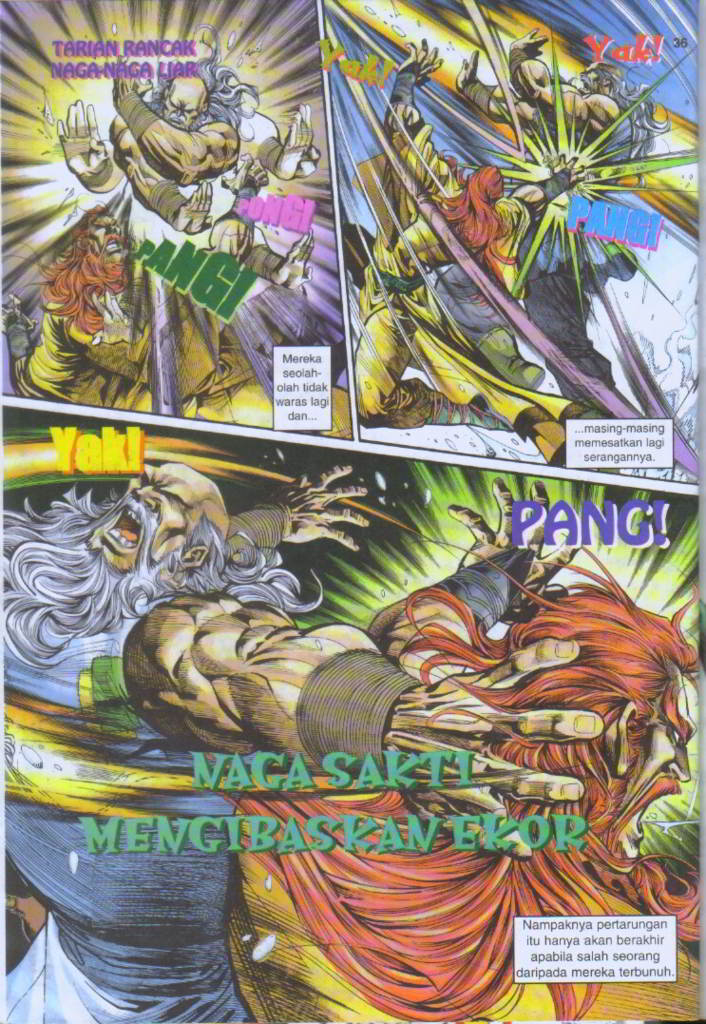 TARIAN RANCAK
NAGA-NAGA LIAR
PONG!
PANG!
Mereka
seolah-
olah tidak
waras lagi
dan...
36
Yak!
Yak!
PANG!
...masing-masing
memesatkan lagi
serangannya.
Yak!
PANG!
NAGA SAKTI
MENGIBASKAN EKOR
Nampaknya pertarungan
itu hanya akan berakhir
apabila salah seorang
daripada mereka terbunuh.